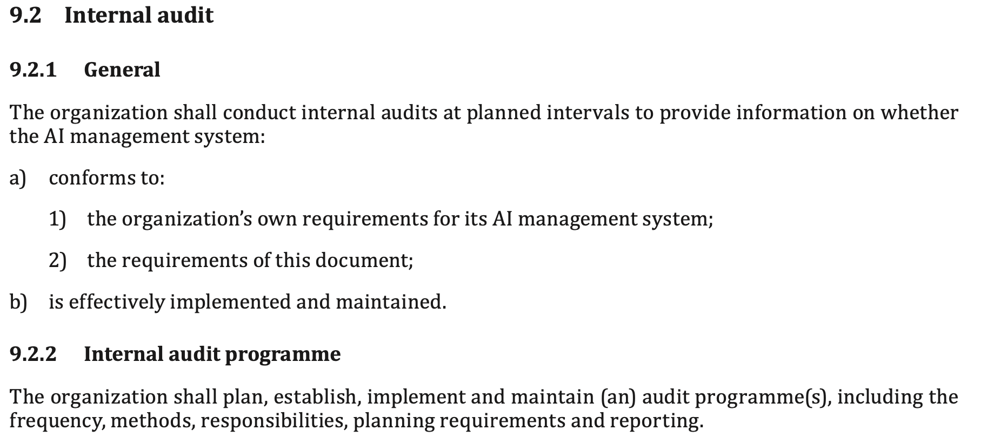 9.2 Internal audit
9.2.1 General
The organization shall conduct internal audits at planned intervals to provide information on whether
the AI management system:
a) conforms to:
1) the organization’s own requirements for its AI management system;
2) the requirements of this document;
b) is effectively implemented and maintained.
9.2.2 Internal audit programme
The organization shall plan, establish, implement and maintain (an) audit programme(s), including the
frequency, methods, responsibilities, planning requirements and reporting.